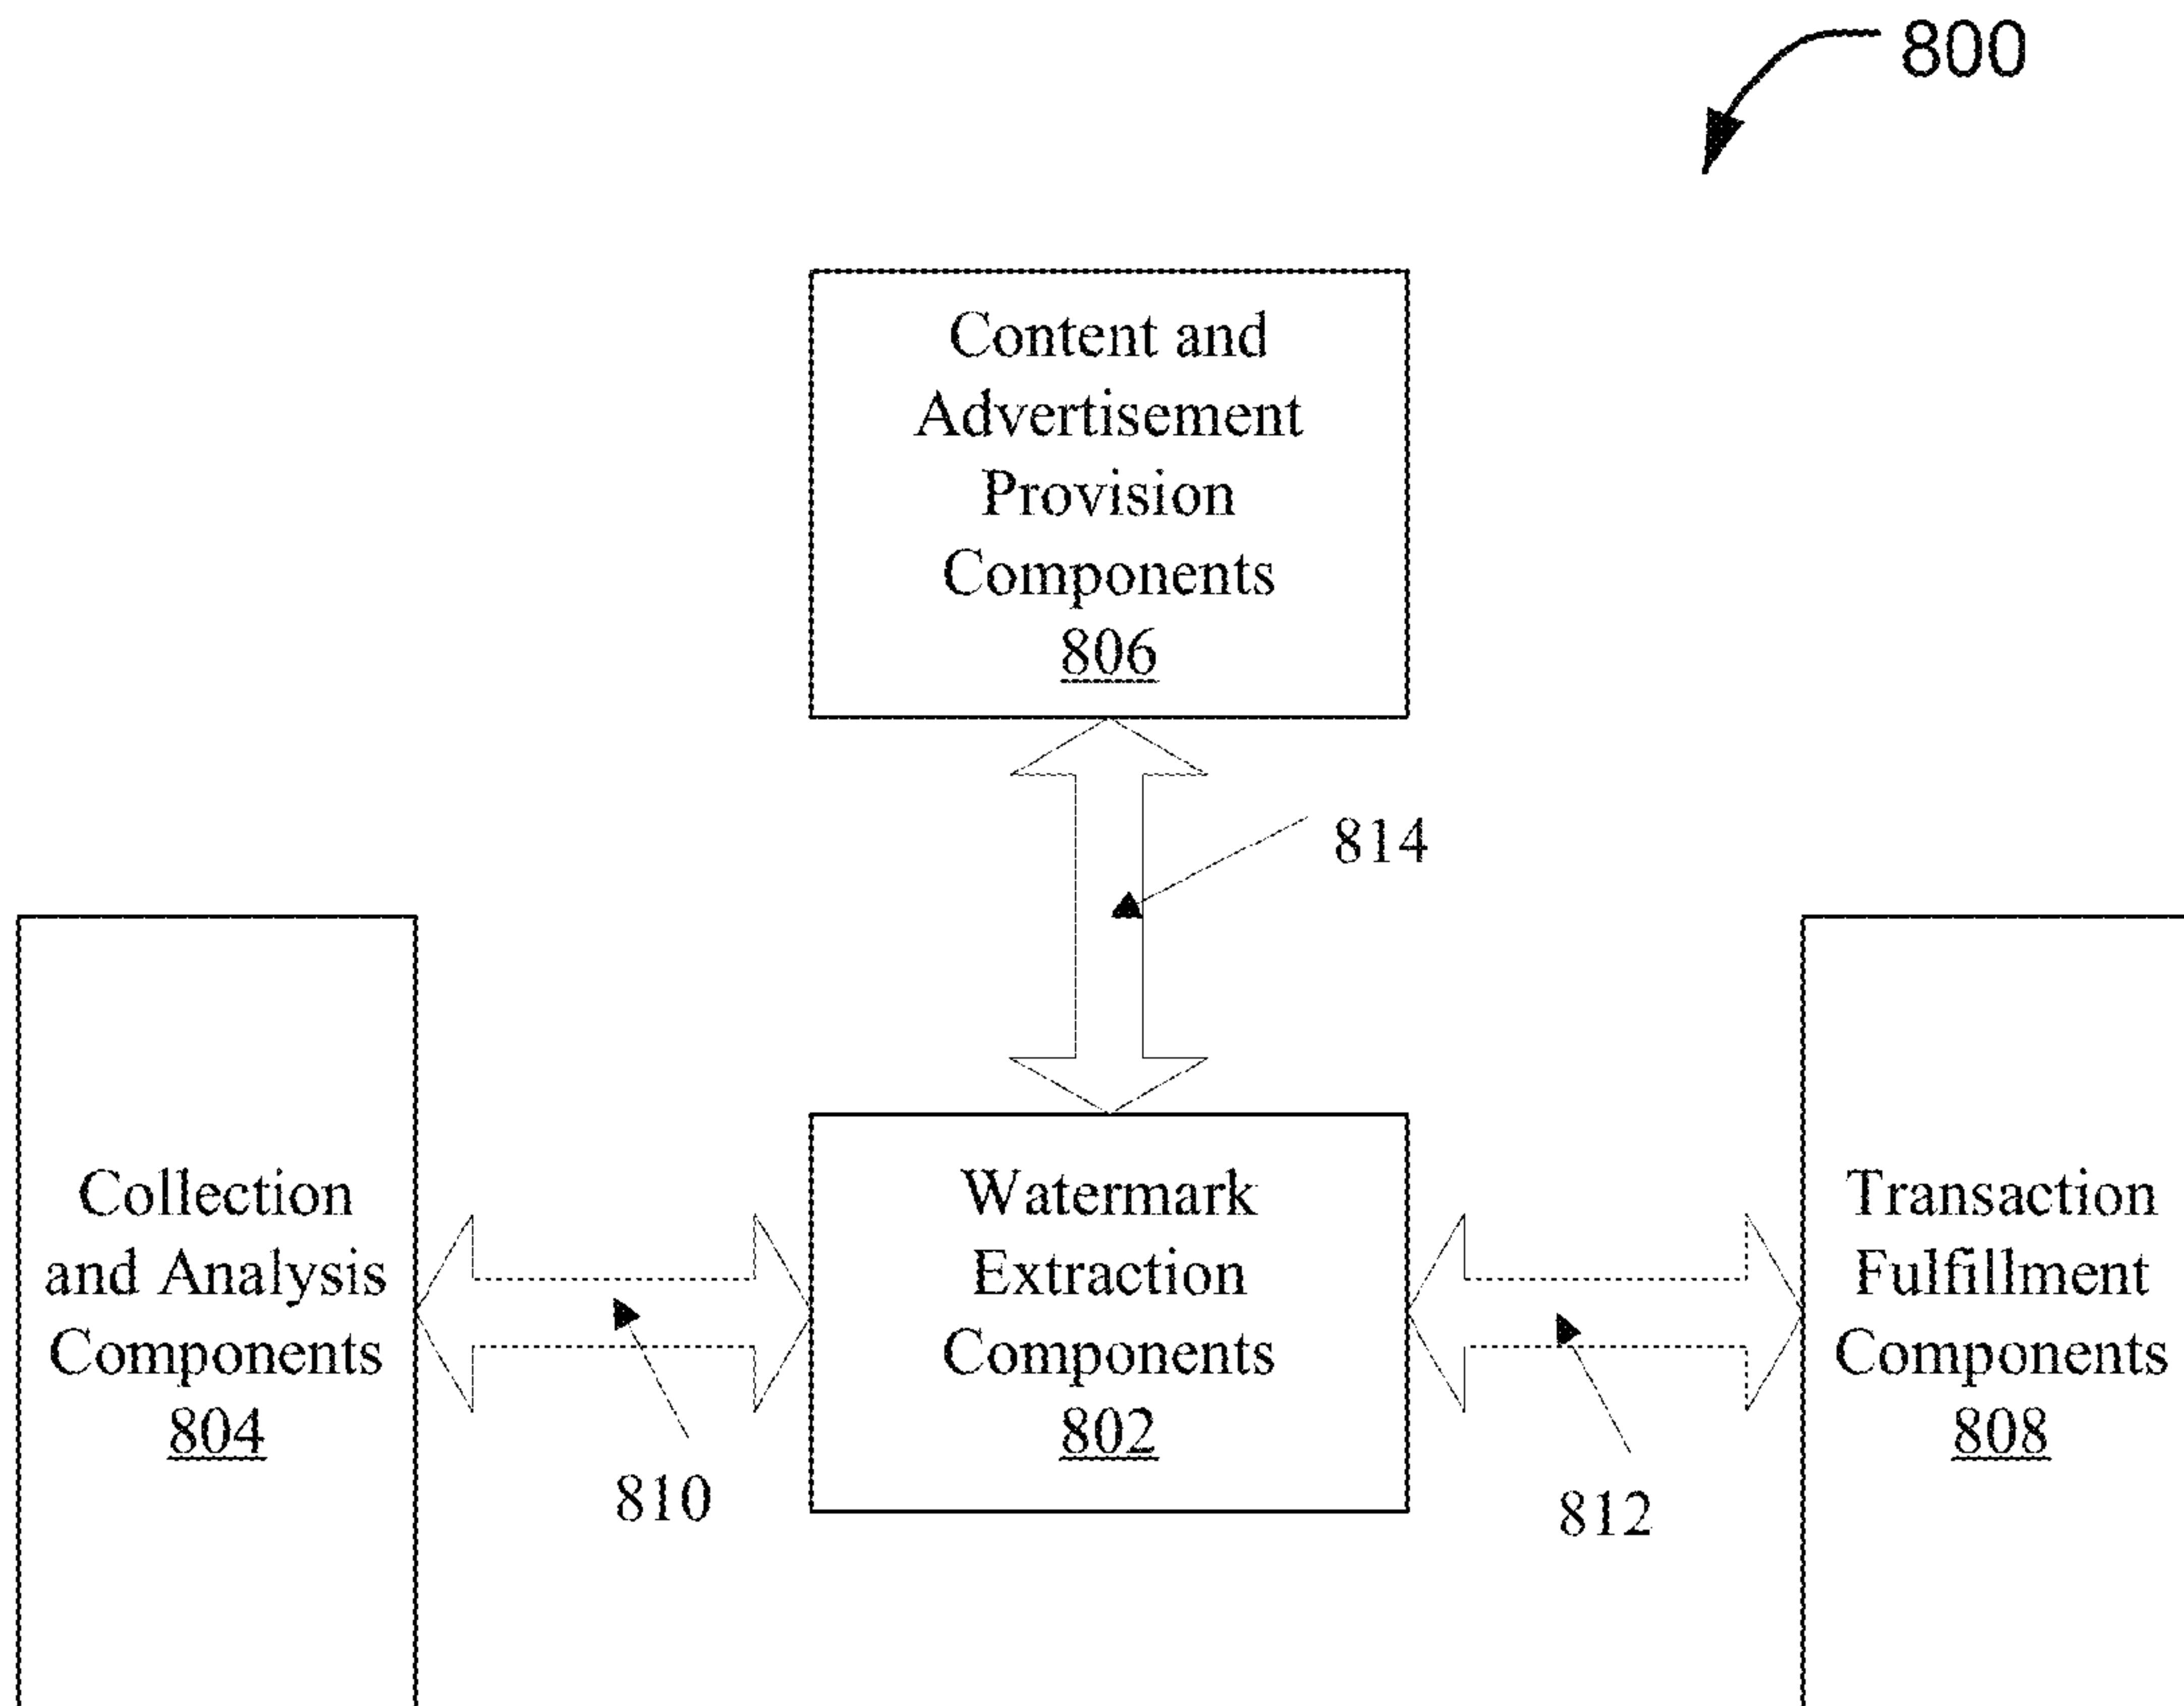 800
Content and
Advertisement
Provision
Components
806
814
Collection
and Analysis
Components
804
810
Watermark
Extraction
Components
802
812
Transaction
Fulfillment
Components
808